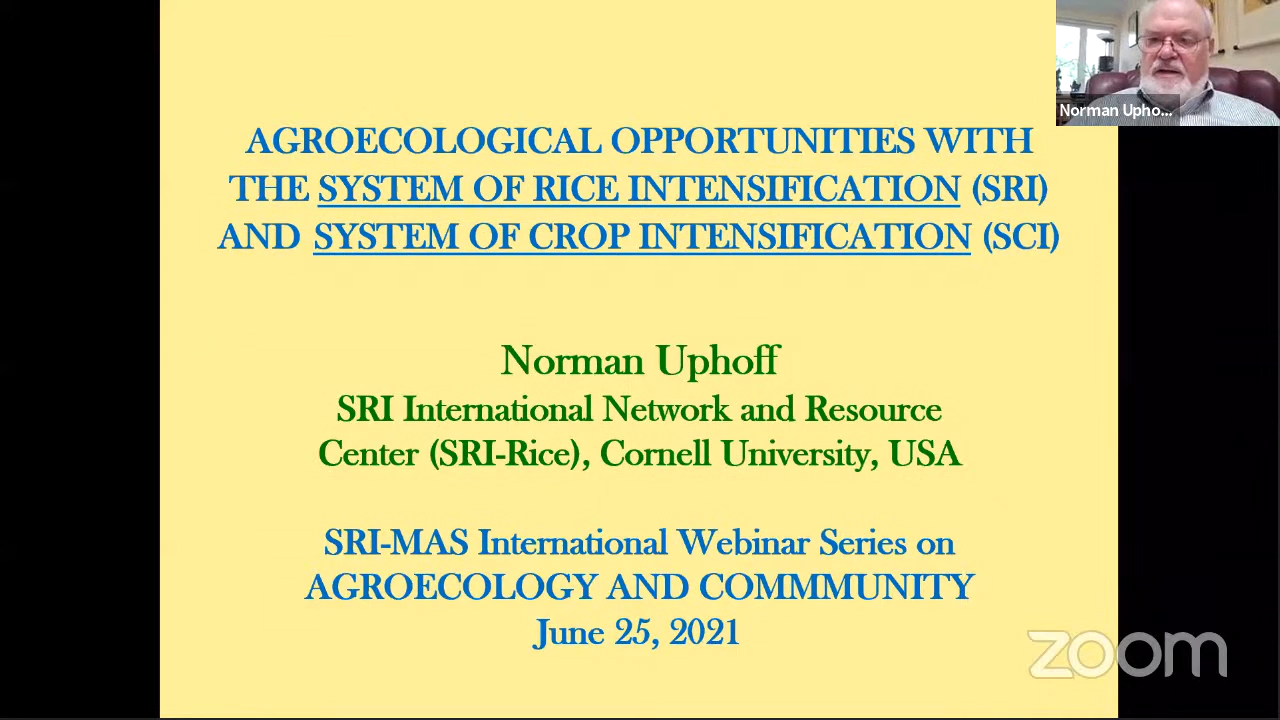 AGROECOLOGICAL OPPORTUNITIES WITH
THE SYSTEM OF RICE INTENSIFICATION (SRI)
AND SYSTEM OF CROP INTENSIFICATION (SCI)
Norman Uphoff
SRI International Network and Resource
Center (SRI-Rice), Cornell University, USA
SRI-MAS International Webinar Series on
AGROECOLOGY AND COMMMUNITY
June 25, 2021
Norman Upho...
zoom